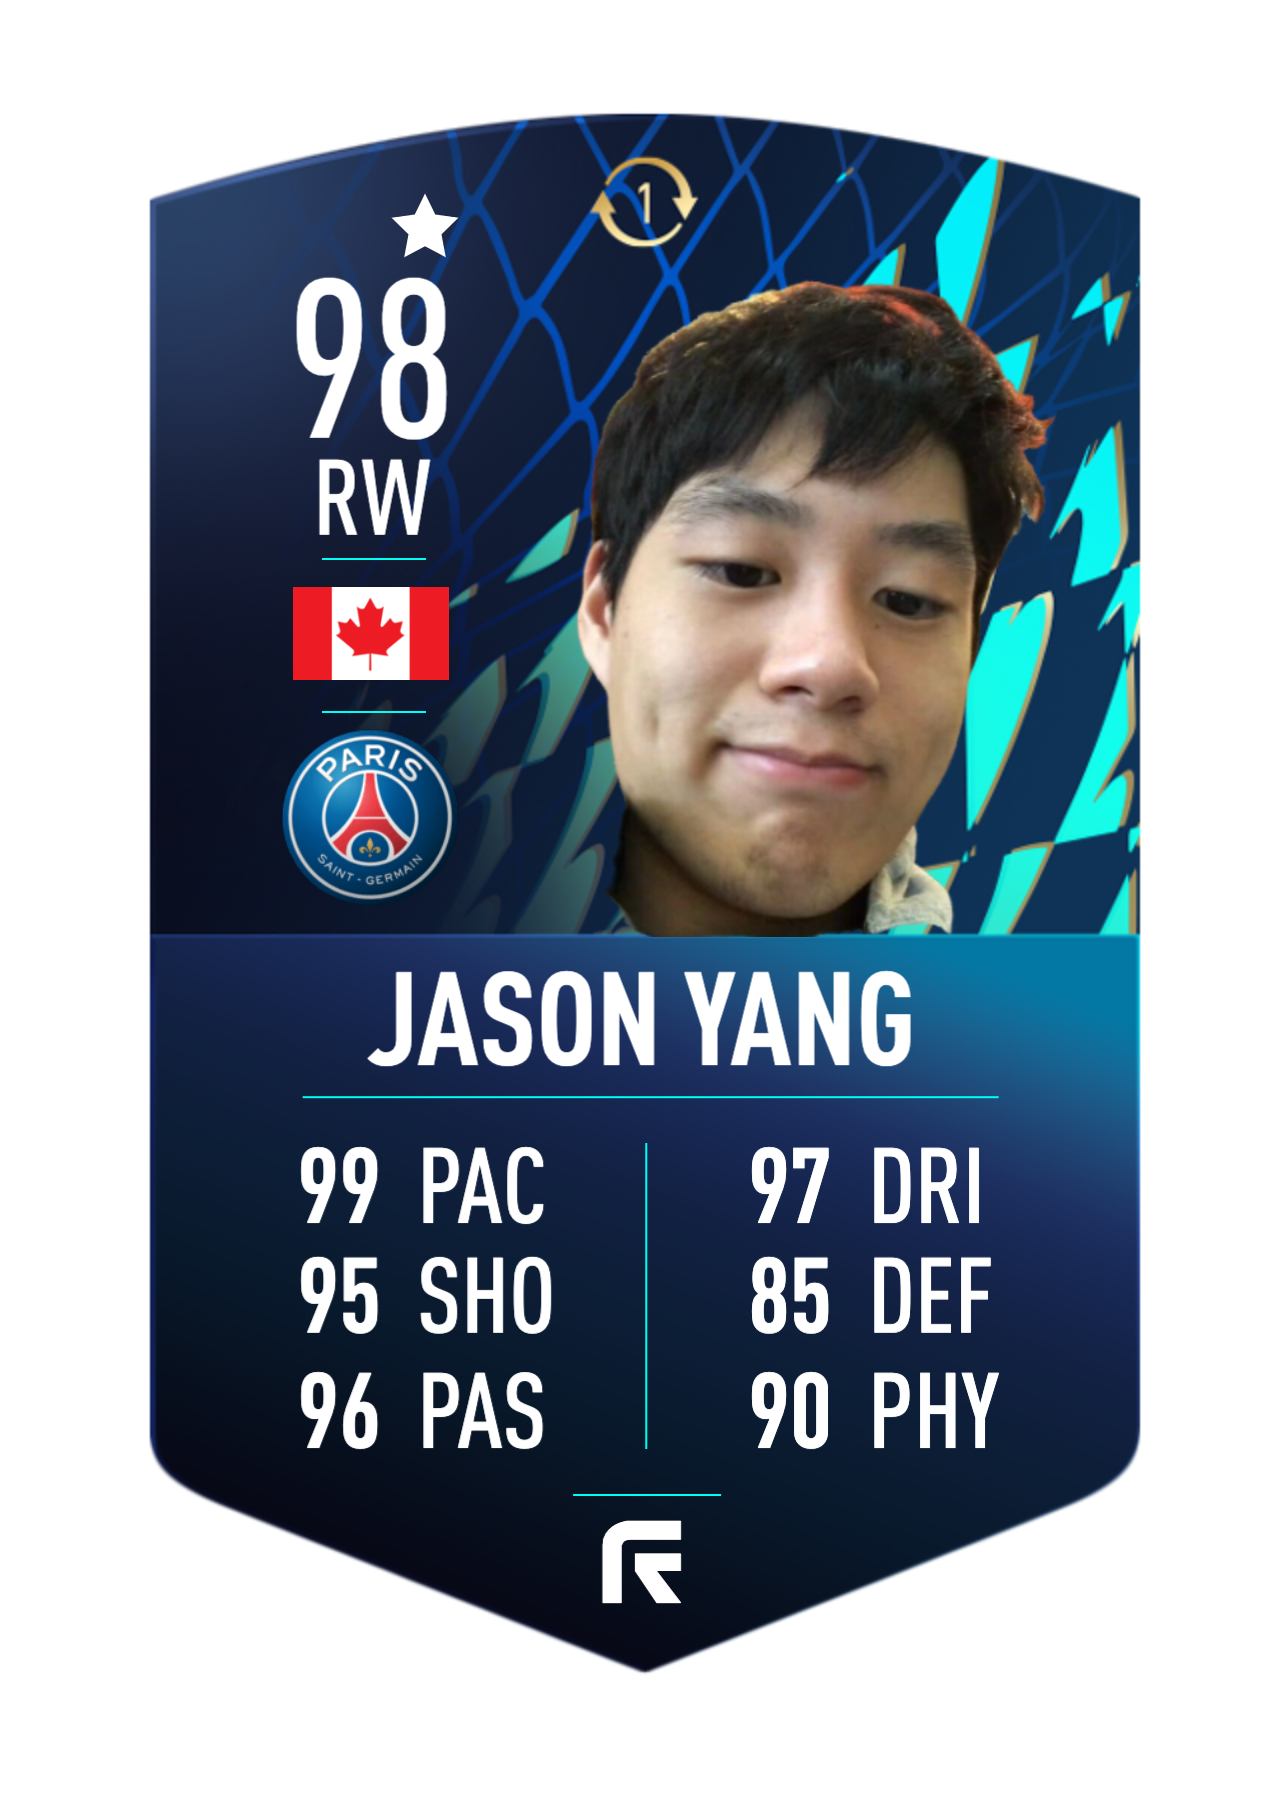 1
98
RW
PARIS
SAINT - GERMAIN
JASON YANG
99 PAC
97 DRI
95 SHO
85 DEF
96 PAS
90 PHY